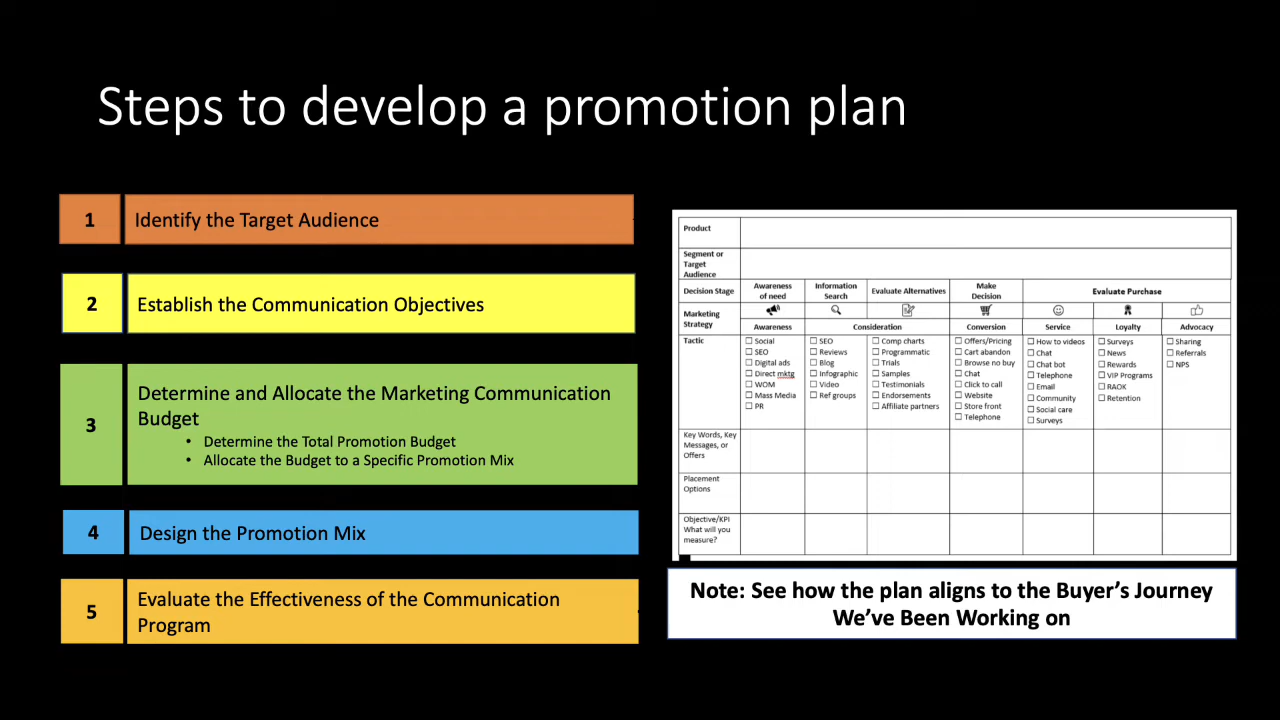 Steps to develop a promotion plan
1 Identify the Target Audience
2 Establish the Communication Objectives
3 Determine and Allocate the Marketing Communication
Budget
• Determine the Total Promotion Budget
• Allocate the Budget to a Specific Promotion Mix
4 Design the Promotion Mix
5 Evaluate the Effectiveness of the Communication
Program
Product
Segment or
Target
Audience
Decision Stage
Awareness
of need
Information
Search
Evaluate Alternatives
Make
Decision
Evaluate Purchase
Marketing
Strategy
Awareness
Consideration
Conversion
Service
Loyalty
Advocacy
Tactic
☐ Social
☐ SEO
☐ Digital ads
☐ Direct mktg
☐ WOM
☐ Mass Media
☐ PR
☐ SEO
☐ Reviews
☐ Blog
☐ Infographic
☐ Video
☐ Ref groups
☐ Comp charts
☐ Programmatic
☐ Trials
☐ Samples
☐ Testimonials
☐ Endorsements
☐ Affiliate partners
☐ Offers/Pricing
☐ Cart abandon
☐ Browse no buy
☐ Chat
☐ Click to call
☐ Website
☐ Store front
☐ Telephone
☐ How to videos
☐ Chat
☐ Chat bot
☐ Telephone
☐ Email
☐ Community
☐ Social care
☐ Surveys
☐ Surveys
☐ News
☐ Rewards
☐ VIP Programs
☐ RAOK
☐ Retention
☐ Sharing
☐ Referrals
☐ NPS
Key Words, Key
Messages, or
Offers
Placement
Options
Objective/KPI
What will you
measure?
Note: See how the plan aligns to the Buyer's Journey
We've Been Working on